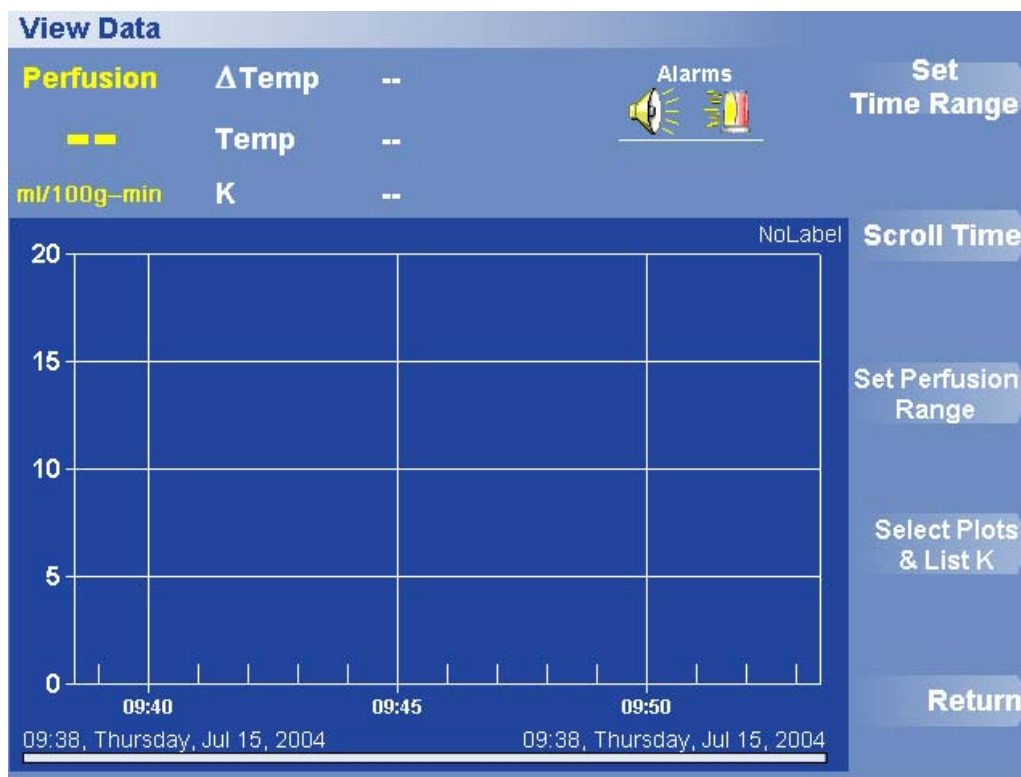 View Data
Perfusion
--
ml/100g–min
ΔTemp --
Temp --
K --
Alarms
NoLabel
20
15
10
5
0
09:40 09:45 09:50
09:38, Thursday, Jul 15, 2004 09:38, Thursday, Jul 15, 2004
Set
Time Range
Scroll Time
Set Perfusion
Range
Select Plots
& List K
Return